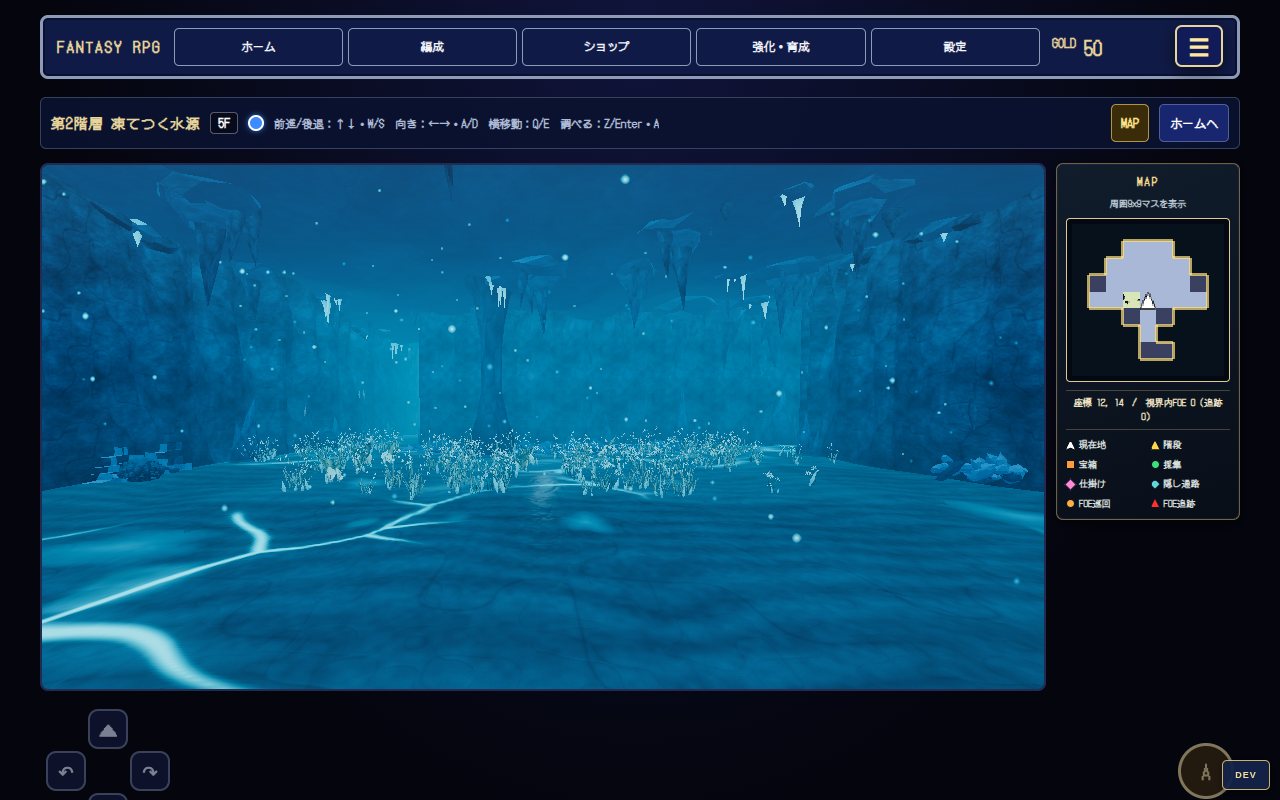 FANTASY RPG
ホーム
編成
ショップ
強化・育成
設定
GOLD 50
第2階層 凍てつく水源
5F
前進/後退：↑↓・W/S 向き：←→・A/D 横移動：Q/E 調べる：Z/Enter・A
MAP
ホームへ
MAP
周囲9x9マスを表示
座標 12, 14 / 視界内FOE 0（追跡
0）
現在地
階段
宝箱
採集
仕掛け
隠し通路
FOE巡回
FOE追跡
A
DEV